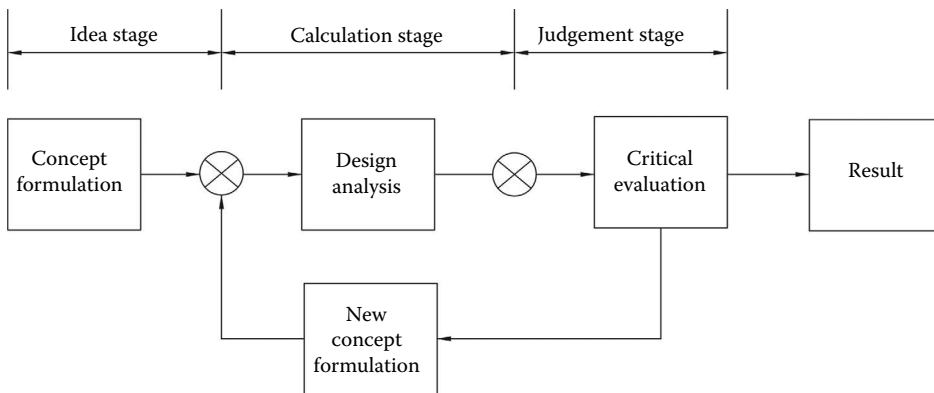 Idea stage
Calculation stage
Judgement stage
Concept
formulation
Design
analysis
Critical
evaluation
Result
New
concept
formulation